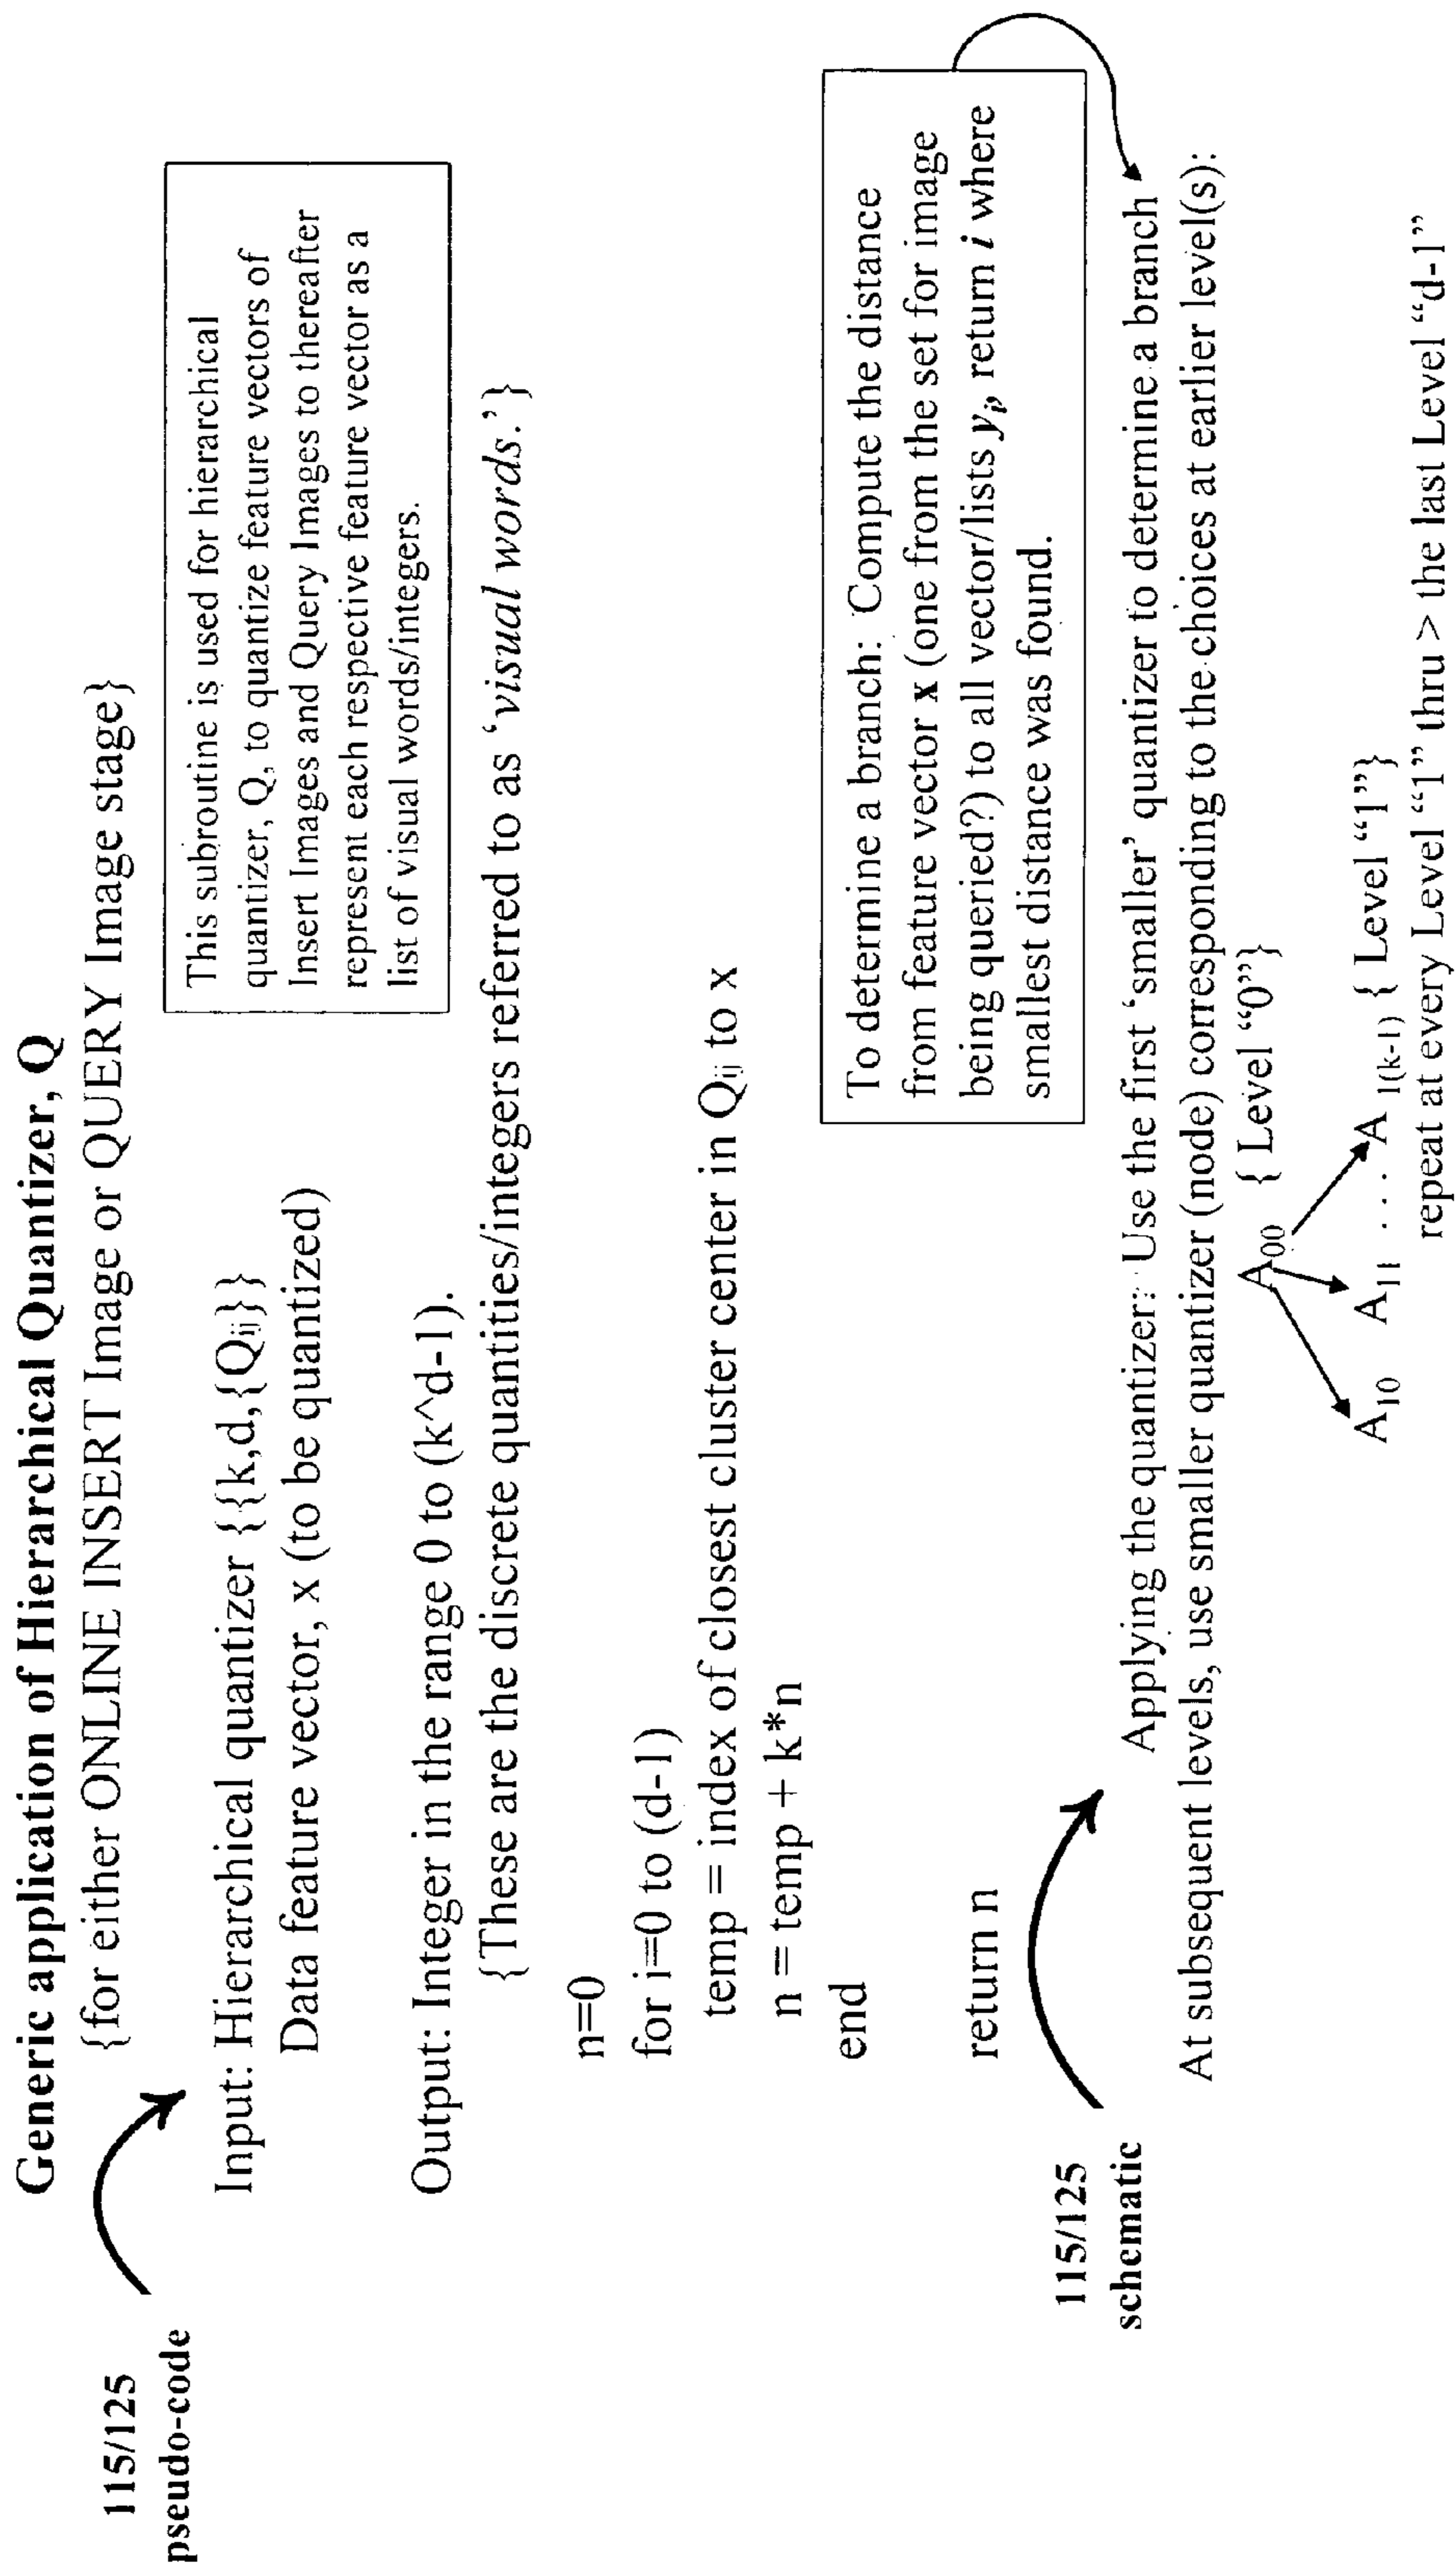 Generic application of Hierarchical Quantizer, Q
{for either ONLINE INSERT Image or QUERY Image stage}
115/125
pseudo-code
Input: Hierarchical quantizer {{k,d,{Qij}}
Data feature vector, x (to be quantized)
This subroutine is used for hierarchical
quantizer, Q, to quantize feature vectors of
Insert Images and Query Images to thereafter
represent each respective feature vector as a
list of visual words/integers.
Output: Integer in the range 0 to (k^d-1).
{These are the discrete quantities/integers referred to as ‘visual words.’}
n=0
for i=0 to (d-1)
temp = index of closest cluster center in Qij to x
n = temp + k*n
end
return n
To determine a branch: Compute the distance
from feature vector x (one from the set for image
being queried?) to all vector/lists yi, return i where
smallest distance was found.
115/125
schematic
Applying the quantizer: Use the first ‘smaller’ quantizer to determine a branch
At subsequent levels, use smaller quantizer (node) corresponding to the choices at earlier level(s):
A00 { Level “0”}
A10 A11 .... A 1(k-1) { Level “1”}
repeat at every Level “1” thru > the last Level “d-1”